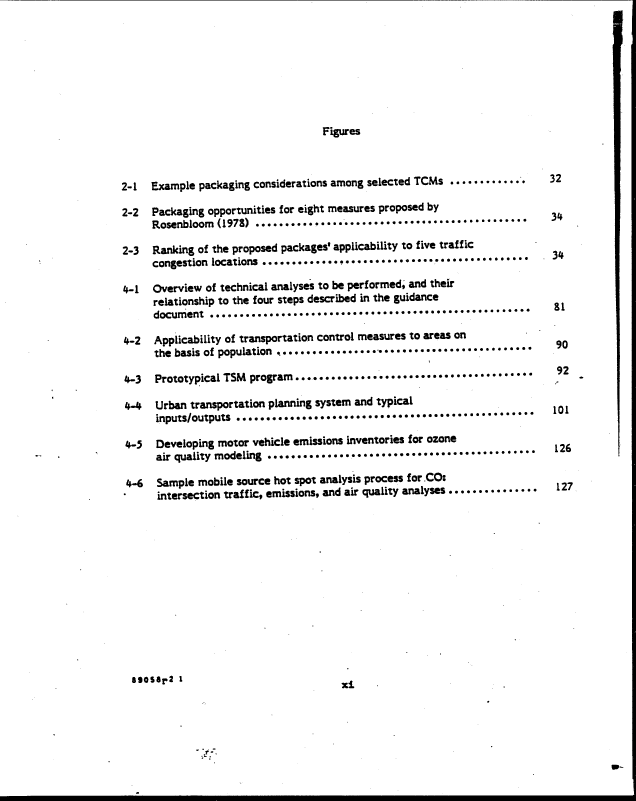 Figures
2-1 Example packaging considerations among selected TCMs ............. 32
2-2 Packaging opportunities for eight measures proposed by
Rosenbloom (1978) ............................................... 34
2-3 Ranking of the proposed packages' applicability to five traffic
congestion locations .............................................. 34
4-1 Overview of technical analyses to be performed, and their
relationship to the four steps described in the guidance
document ....................................................... 81
4-2 Applicability of transportation control measures to areas on
the basis of population ............................................ 90
4-3 Prototypical TSM program ......................................... 92
4-4 Urban transportation planning system and typical
inputs/outputs .................................................... 101
4-5 Developing motor vehicle emissions inventories for ozone
air quality modeling .............................................. 126
4-6 Sample mobile source hot spot analysis process for CO:
intersection traffic, emissions, and air quality analyses ............... 127
89058r2 1
xi